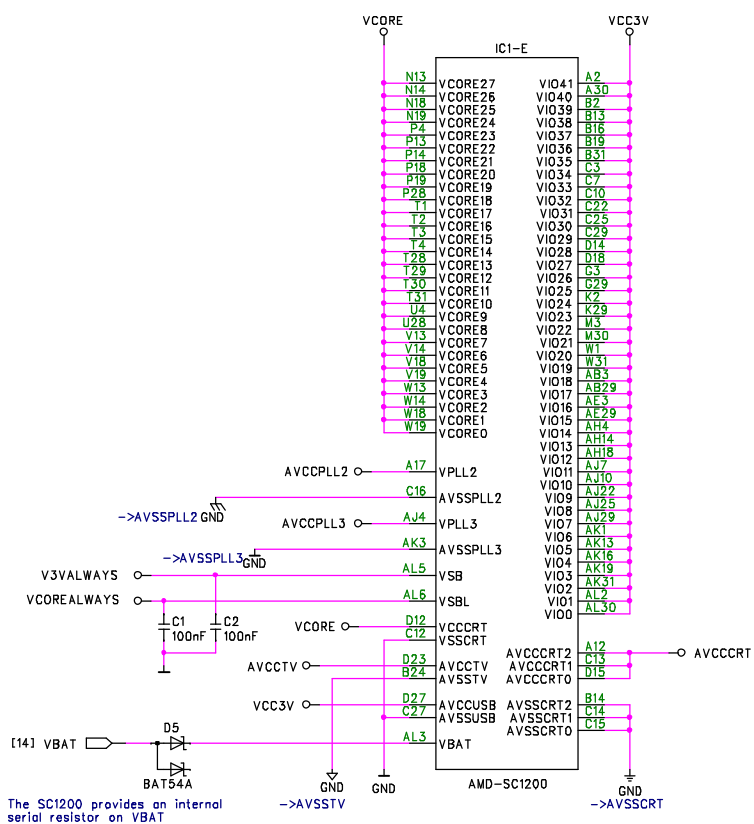 VCORE
VCC3V
IC1-E
N13 VCORE27 VIO41 A2
N14 VCORE26 VIO40 A30
N18 VCORE25 VIO39 B2
N19 VCORE24 VIO38 B13
P4 VCORE23 VIO37 B16
P13 VCORE22 VIO36 B19
P14 VCORE21 VIO35 B31
P18 VCORE20 VIO34 C3
P19 VCORE19 VIO33 C7
P28 VCORE18 VIO32 C10
T1 VCORE17 VIO31 C22
T2 VCORE16 VIO30 C25
T3 VCORE15 VIO29 C29
T4 VCORE14 VIO28 D14
T28 VCORE13 VIO27 D18
T29 VCORE12 VIO26 G3
T30 VCORE11 VIO25 G29
T31 VCORE10 VIO24 K2
U4 VCORE9 VIO23 K29
U28 VCORE8 VIO22 M3
V13 VCORE7 VIO21 M30
V14 VCORE6 VIO20 W1
V18 VCORE5 VIO19 W31
V19 VCORE4 VIO18 AB3
W13 VCORE3 VIO17 AB29
W14 VCORE2 VIO16 AE3
W18 VCORE1 VIO15 AE29
W19 VCORE0 VIO14 AH4
VIO13 AH14
VIO12 AH18
AVCCPLL2 A17 VPLL2 VIO11 AJ7
VIO10 AJ10
C16 AVSSPLL2 VIO9 AJ22
->AVSSPLL2 GND VIO8 AJ25
AVCCPLL3 AJ4 VPLL3 VIO7 AJ29
VIO6 AK1
AK3 AVSSPLL3 VIO5 AK13
->AVSSPLL3 GND VIO4 AK16
V3VALWAYS AL5 VSB VIO3 AK19
VIO2 AK31
VCOREALWAYS AL6 VSBL VIO1 AL2
VIO0 AL30
C1 100nF
C2 100nF
VCORE D12 VCCCRT
C12 VSSCRT
AVCCCRT2 A12 AVCCCRT
AVCCTV D23 AVCCTV AVCCCRT1 C13
B24 AVSSTV AVCCCRT0 D15
VCC3V D27 AVCCUSB AVSSCRT2 B14
C27 AVSSUSB AVSSCRT1 C14
AVSSCRT0 C15
D5
[14] VBAT AL3 VBAT
BAT54A
AMD-SC1200
GND GND GND
->AVSSTV ->AVSSCRT
The SC1200 provides an internal
serial resistor on VBAT